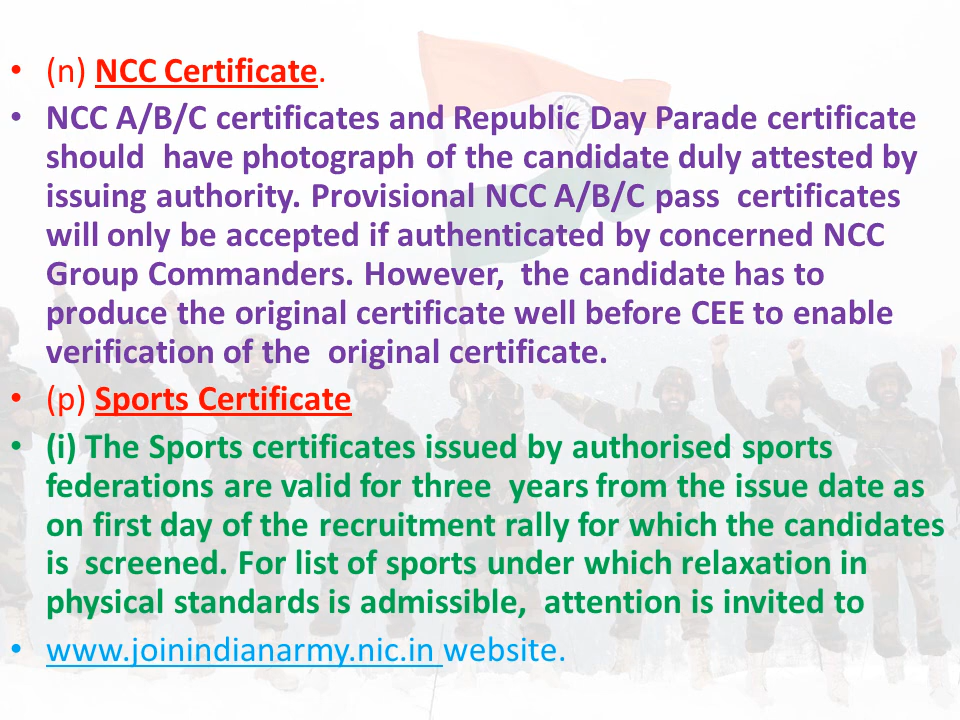 • (n) NCC Certificate.
• NCC A/B/C certificates and Republic Day Parade certificate
should have photograph of the candidate duly attested by
issuing authority. Provisional NCC A/B/C pass certificates
will only be accepted if authenticated by concerned NCC
Group Commanders. However, the candidate has to
produce the original certificate well before CEE to enable
verification of the original certificate.
• (p) Sports Certificate
• (i) The Sports certificates issued by authorised sports
federations are valid for three years from the issue date as
on first day of the recruitment rally for which the candidates
is screened. For list of sports under which relaxation in
physical standards is admissible, attention is invited to
• www.joinindianarmy.nic.in website.